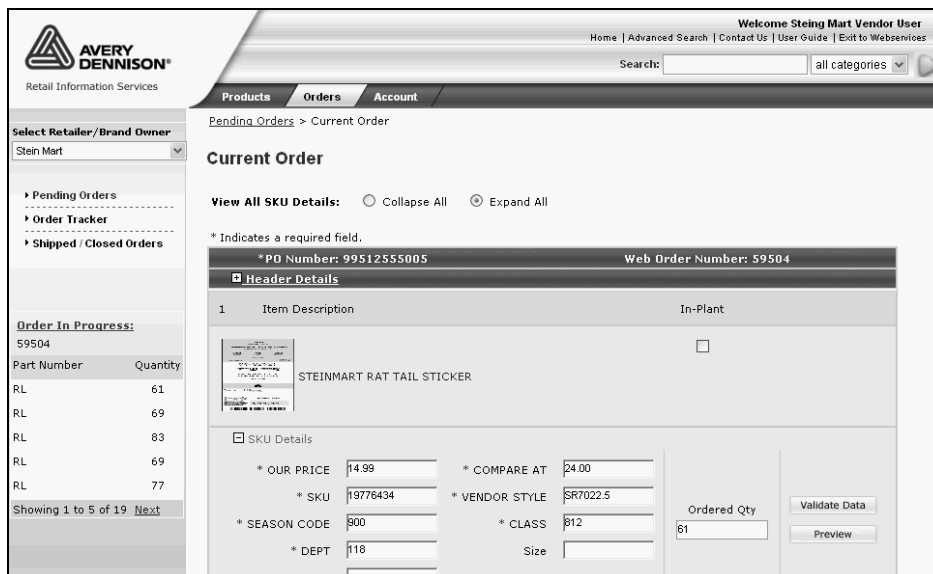 Welcome Steing Mart Vendor User
Home | Advanced Search | Contact Us | User Guide | Exit to Webservices
AVERY
DENNISON®
Retail Information Services
Search: all categories
Products Orders Account
Select Retailer/Brand Owner
Stein Mart
Pending Orders
Order Tracker
Shipped / Closed Orders
Order In Progress:
59504
Part Number Quantity
RL 61
RL 69
RL 83
RL 69
RL 77
Showing 1 to 5 of 19 Next
Pending Orders > Current Order
Current Order
View All SKU Details: Collapse All Expand All
* Indicates a required field.
*PO Number: 99512555005 Web Order Number: 59504
Header Details
1 Item Description In-Plant
STEINMART RAT TAIL STICKER
SKU Details
* OUR PRICE 14.99 * COMPARE AT 24.00
* SKU 19776434 * VENDOR STYLE SR7022.5
* SEASON CODE 900 * CLASS 812
* DEPT 118 Size
Ordered Qty
61
Validate Data
Preview